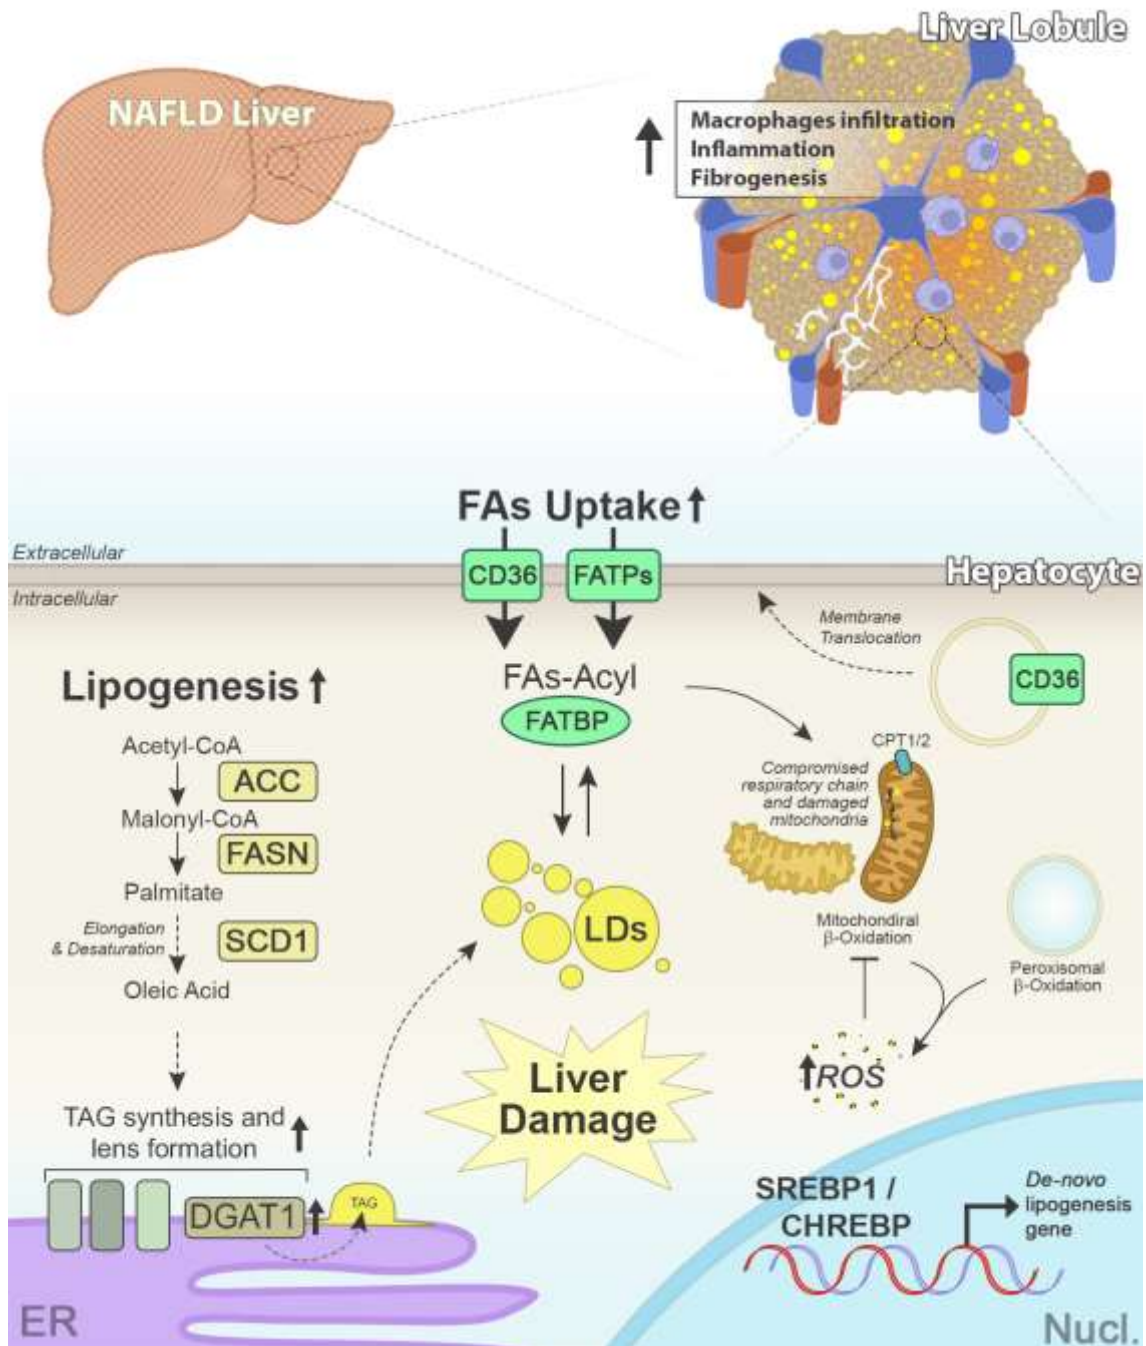 Liver Lobule
NAFLD Liver
Macrophages infiltration
Inflammation
Fibrogenesis
FAs Uptake
Extracellular
CD36
FATPs
Hepatocyte
Intracellular
Membrane
Translocation
CD36
FAs-Acyl
FATBP
Lipogenesis
Acetyl-CoA
ACC
Malonyl-CoA
FASN
Palmitate
Elongation
& Desaturation
SCD1
Oleic Acid
CPT1/2
Compromised
respiratory chain
and damaged
mitochondria
LDs
Mitochondiral
β-Oxidation
Peroxisomal
β-Oxidation
ROS
Liver
Damage
TAG synthesis and
lens formation
DGAT1
TAG
SREBP1 /
CHREBP
De-novo
lipogenesis
gene
ER
Nucl.